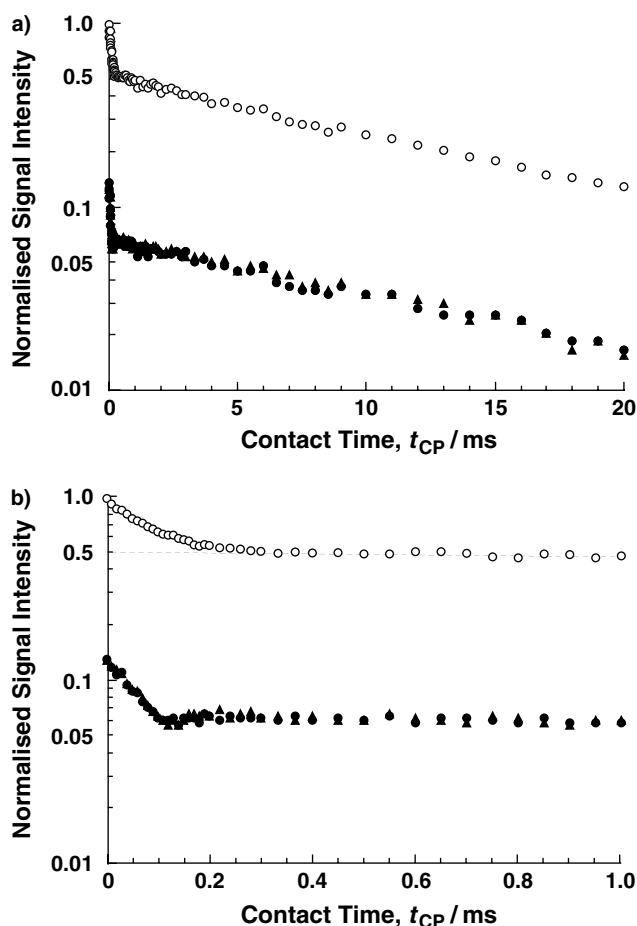 a)
1.0
0.5
0.1
0.05
0.01
Normalised Signal Intensity
0 5 10 15 20
Contact Time, tCP / ms
b)
1.0
0.5
0.1
0.05
0.01
Normalised Signal Intensity
0 0.2 0.4 0.6 0.8 1.0
Contact Time, tCP / ms